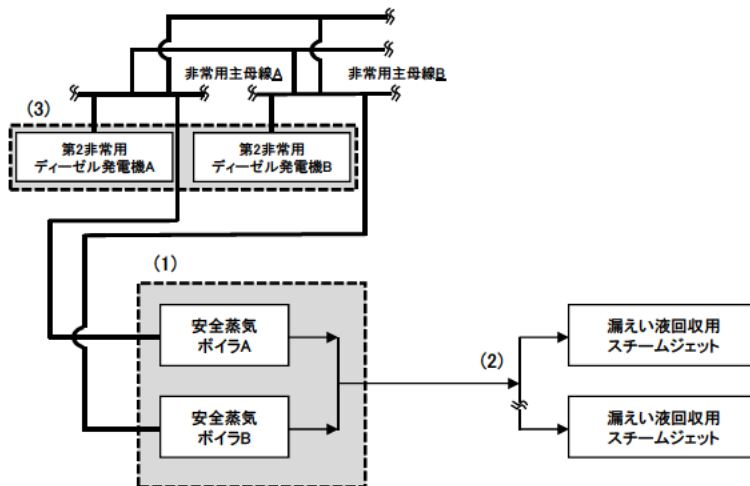 非常用主母線A
非常用主母線B
(3)
第2非常用
ディーゼル発電機A
第2非常用
ディーゼル発電機B
(1)
安全蒸気
ボイラA
(2)
漏えい液回収用
スチームジェット
安全蒸気
ボイラB
漏えい液回収用
スチームジェット